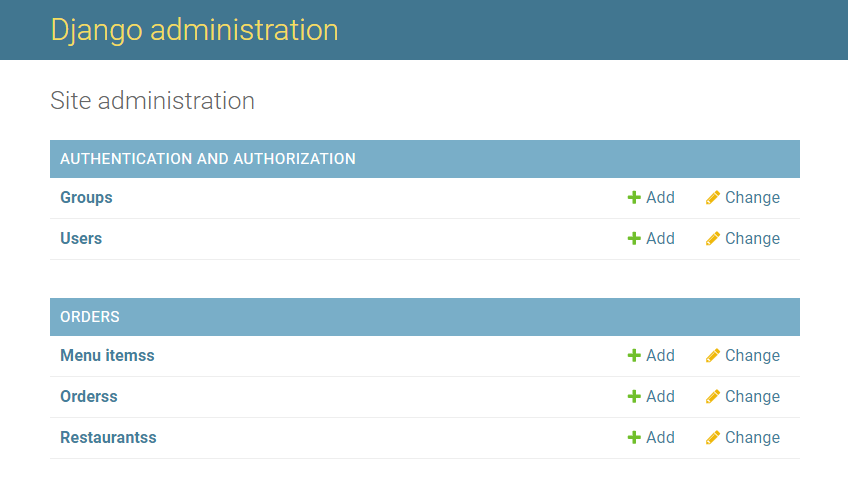 Django administration
Site administration
AUTHENTICATION AND AUTHORIZATION
Groups Add Change
Users Add Change
ORDERS
Menu itemss Add Change
Orderss Add Change
Restaurantss Add Change